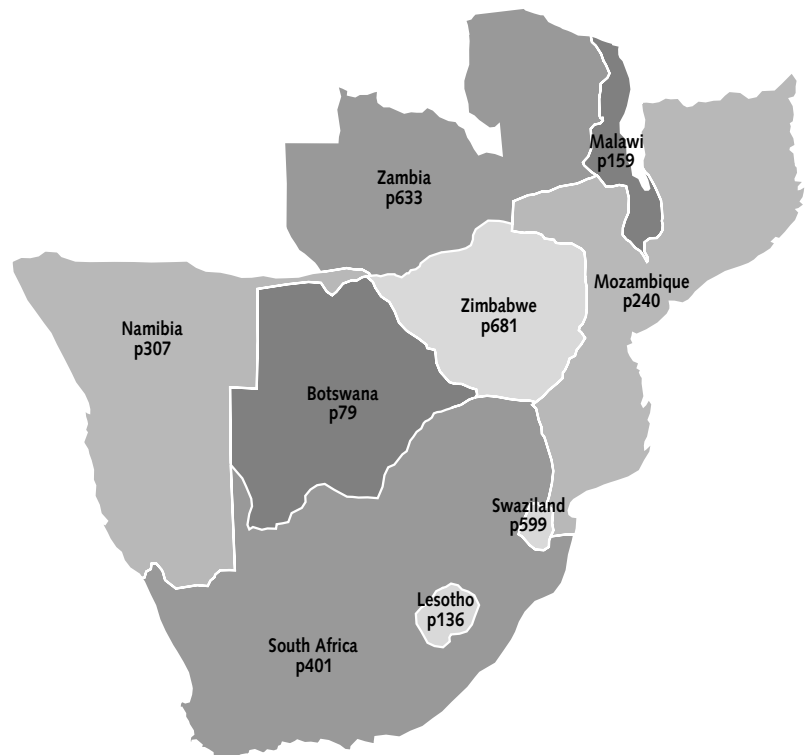 Malawi
p159
Zambia
p633
Mozambique
p240
Zimbabwe
p681
Namibia
p307
Botswana
p79
Swaziland
p599
Lesotho
p136
South Africa
p401